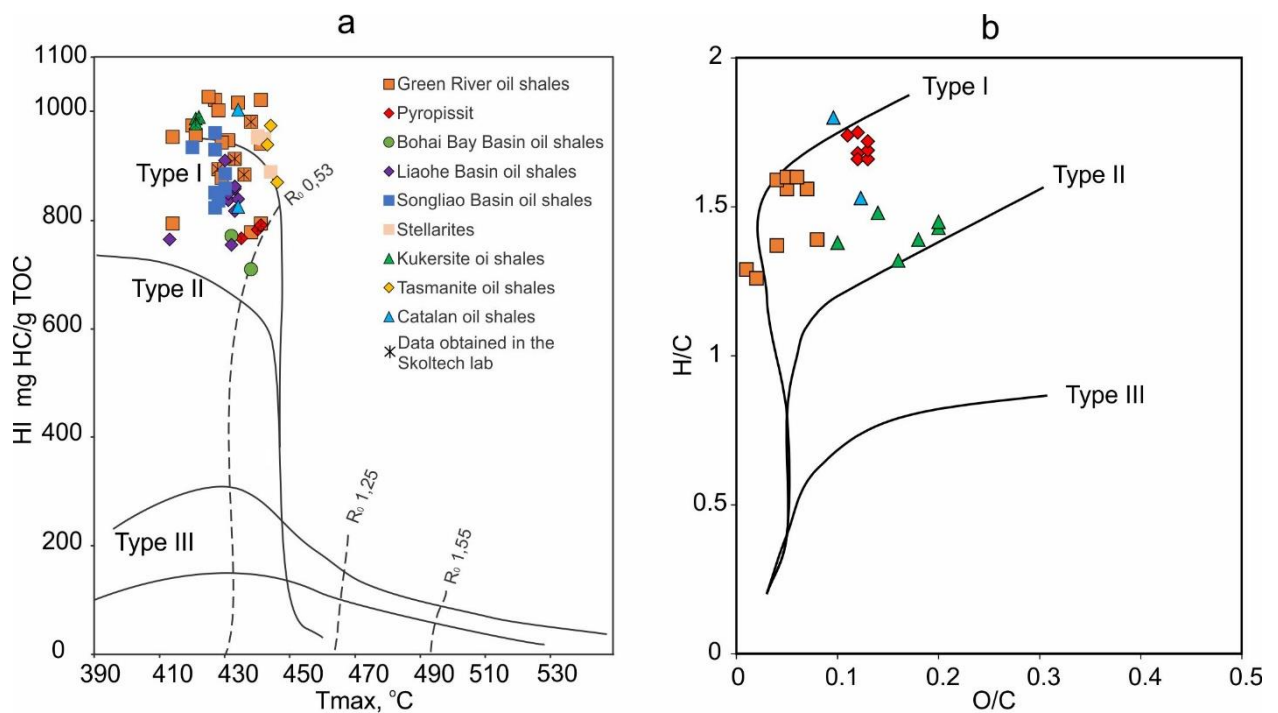 a
HI mg HC/g TOC
1100
1000
800
600
400
200
0
390
410
430
450
470
490
510
530
Tmax, °C
Type I
Type II
Type III
R₀ 0,53
R₀ 1,25
R₀ 1,55
Green River oil shales
Pyropissit
Bohai Bay Basin oil shales
Liaohe Basin oil shales
Songliao Basin oil shales
Stellarites
Kukersite oi shales
Tasmanite oil shales
Catalan oil shales
Data obtained in the
Skoltech lab
b
H/C
2
1.5
1
0.5
0
0
0.1
0.2
0.3
0.4
0.5
O/C
Type I
Type II
Type III